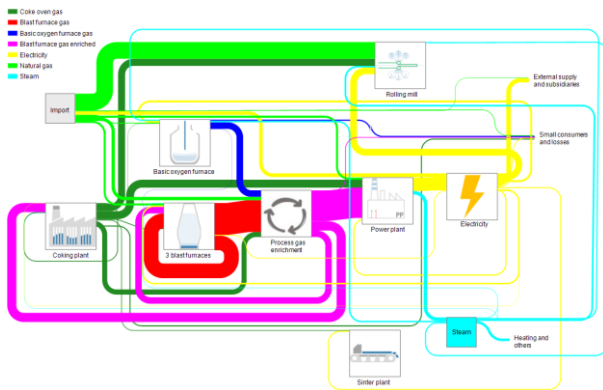 Coke oven gas
Blast furnace gas
Basic oxygen furnace gas
Blast furnace gas enriched
Electricity
Natural gas
Steam
Rolling mill
External supply
and subsidiaries
Import
Small consumers
and losses
Basic oxygen furnace
Coking plant
3 blast furnaces
Process gas
enrichment
PP
Power plant
Electricity
Steam
Heating and
others
Sinter plant